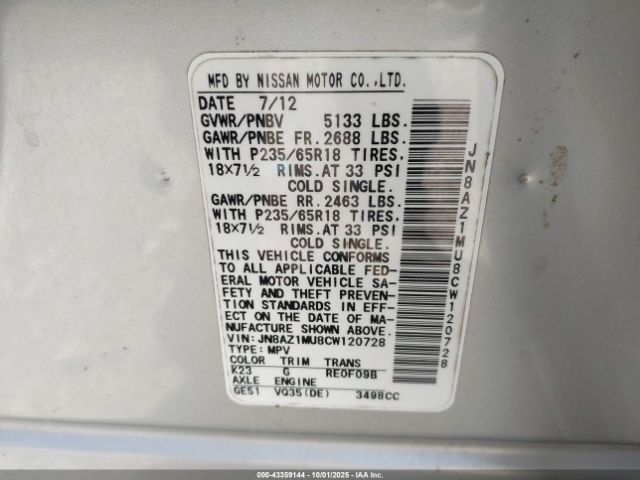 MFD BY NISSAN MOTOR CO.,LTD.
DATE 7/12
GVWR/PNBV 5133 LBS.
GAWR/PNBE FR. 2688 LBS.
WITH P235/65R18 TIRES,
18×7½ RIMS.AT 33 PSI
COLD SINGLE.
GAWR/PNBE RR. 2463 LBS.
WITH P235/65R18 TIRES,
18×7½ RIMS.AT 33 PSI
COLD SINGLE.
THIS VEHICLE CONFORMS
TO ALL APPLICABLE FED-
ERAL MOTOR VEHICLE SA-
FETY AND THEFT PREVEN-
TION STANDARDS IN EFF-
ECT ON THE DATE OF MA-
NUFACTURE SHOWN ABOVE.
VIN: JN8AZ1MU8CW120728
TYPE: MPV
COLOR TRIM TRANS
K23 G RE0F09B
AXLE ENGINE
GE51 VQ35(DE) 3498CC
JN8AZ1MU8CW120728
000-43359144 - 10/01/2025 - IAA, Inc.